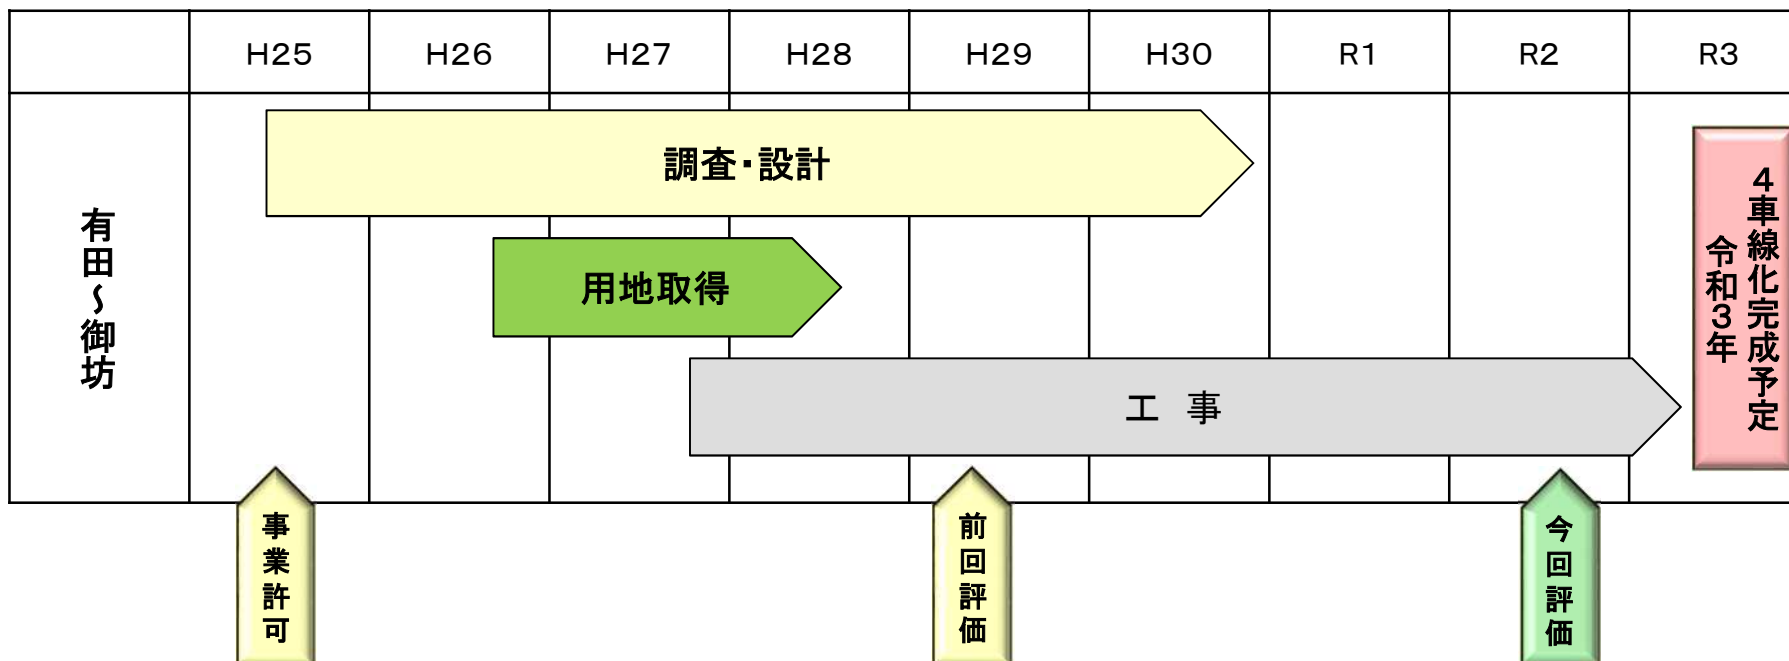 H25 H26 H27 H28 H29 H30 R1 R2 R3
有田~御坊
調査・設計
用地取得
工 事
4車線化完成予定
令和3年
事業許可
前回評価
今回評価